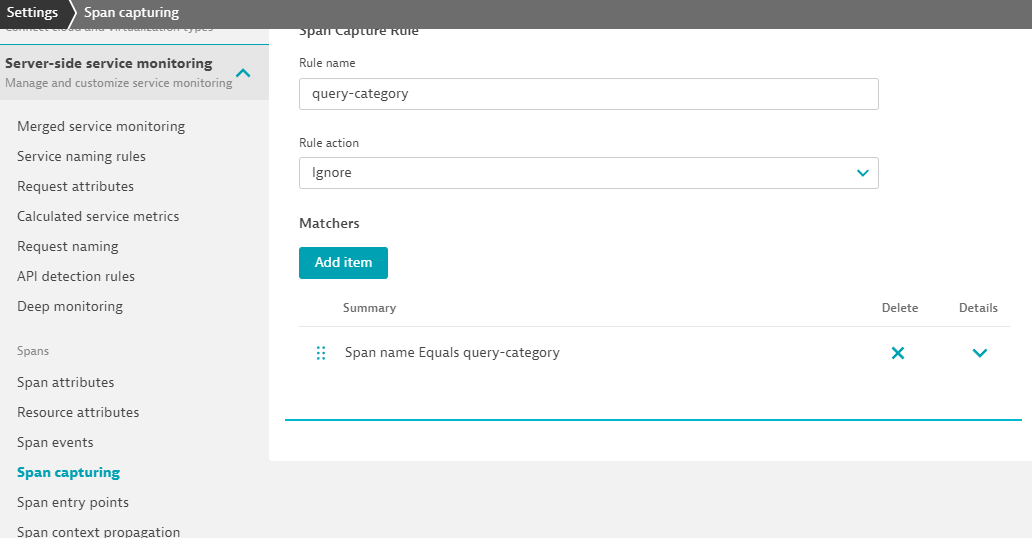 Settings
Span capturing
Connect cloud and virtualization types
Server-side service monitoring
Manage and customize service monitoring
Merged service monitoring
Service naming rules
Request attributes
Calculated service metrics
Request naming
API detection rules
Deep monitoring
Spans
Span attributes
Resource attributes
Span events
Span capturing
Span entry points
Span context propagation
Span Capture Rule
Rule name
query-category
Rule action
Ignore
Matchers
Add item
Summary Delete Details
Span name Equals query-category